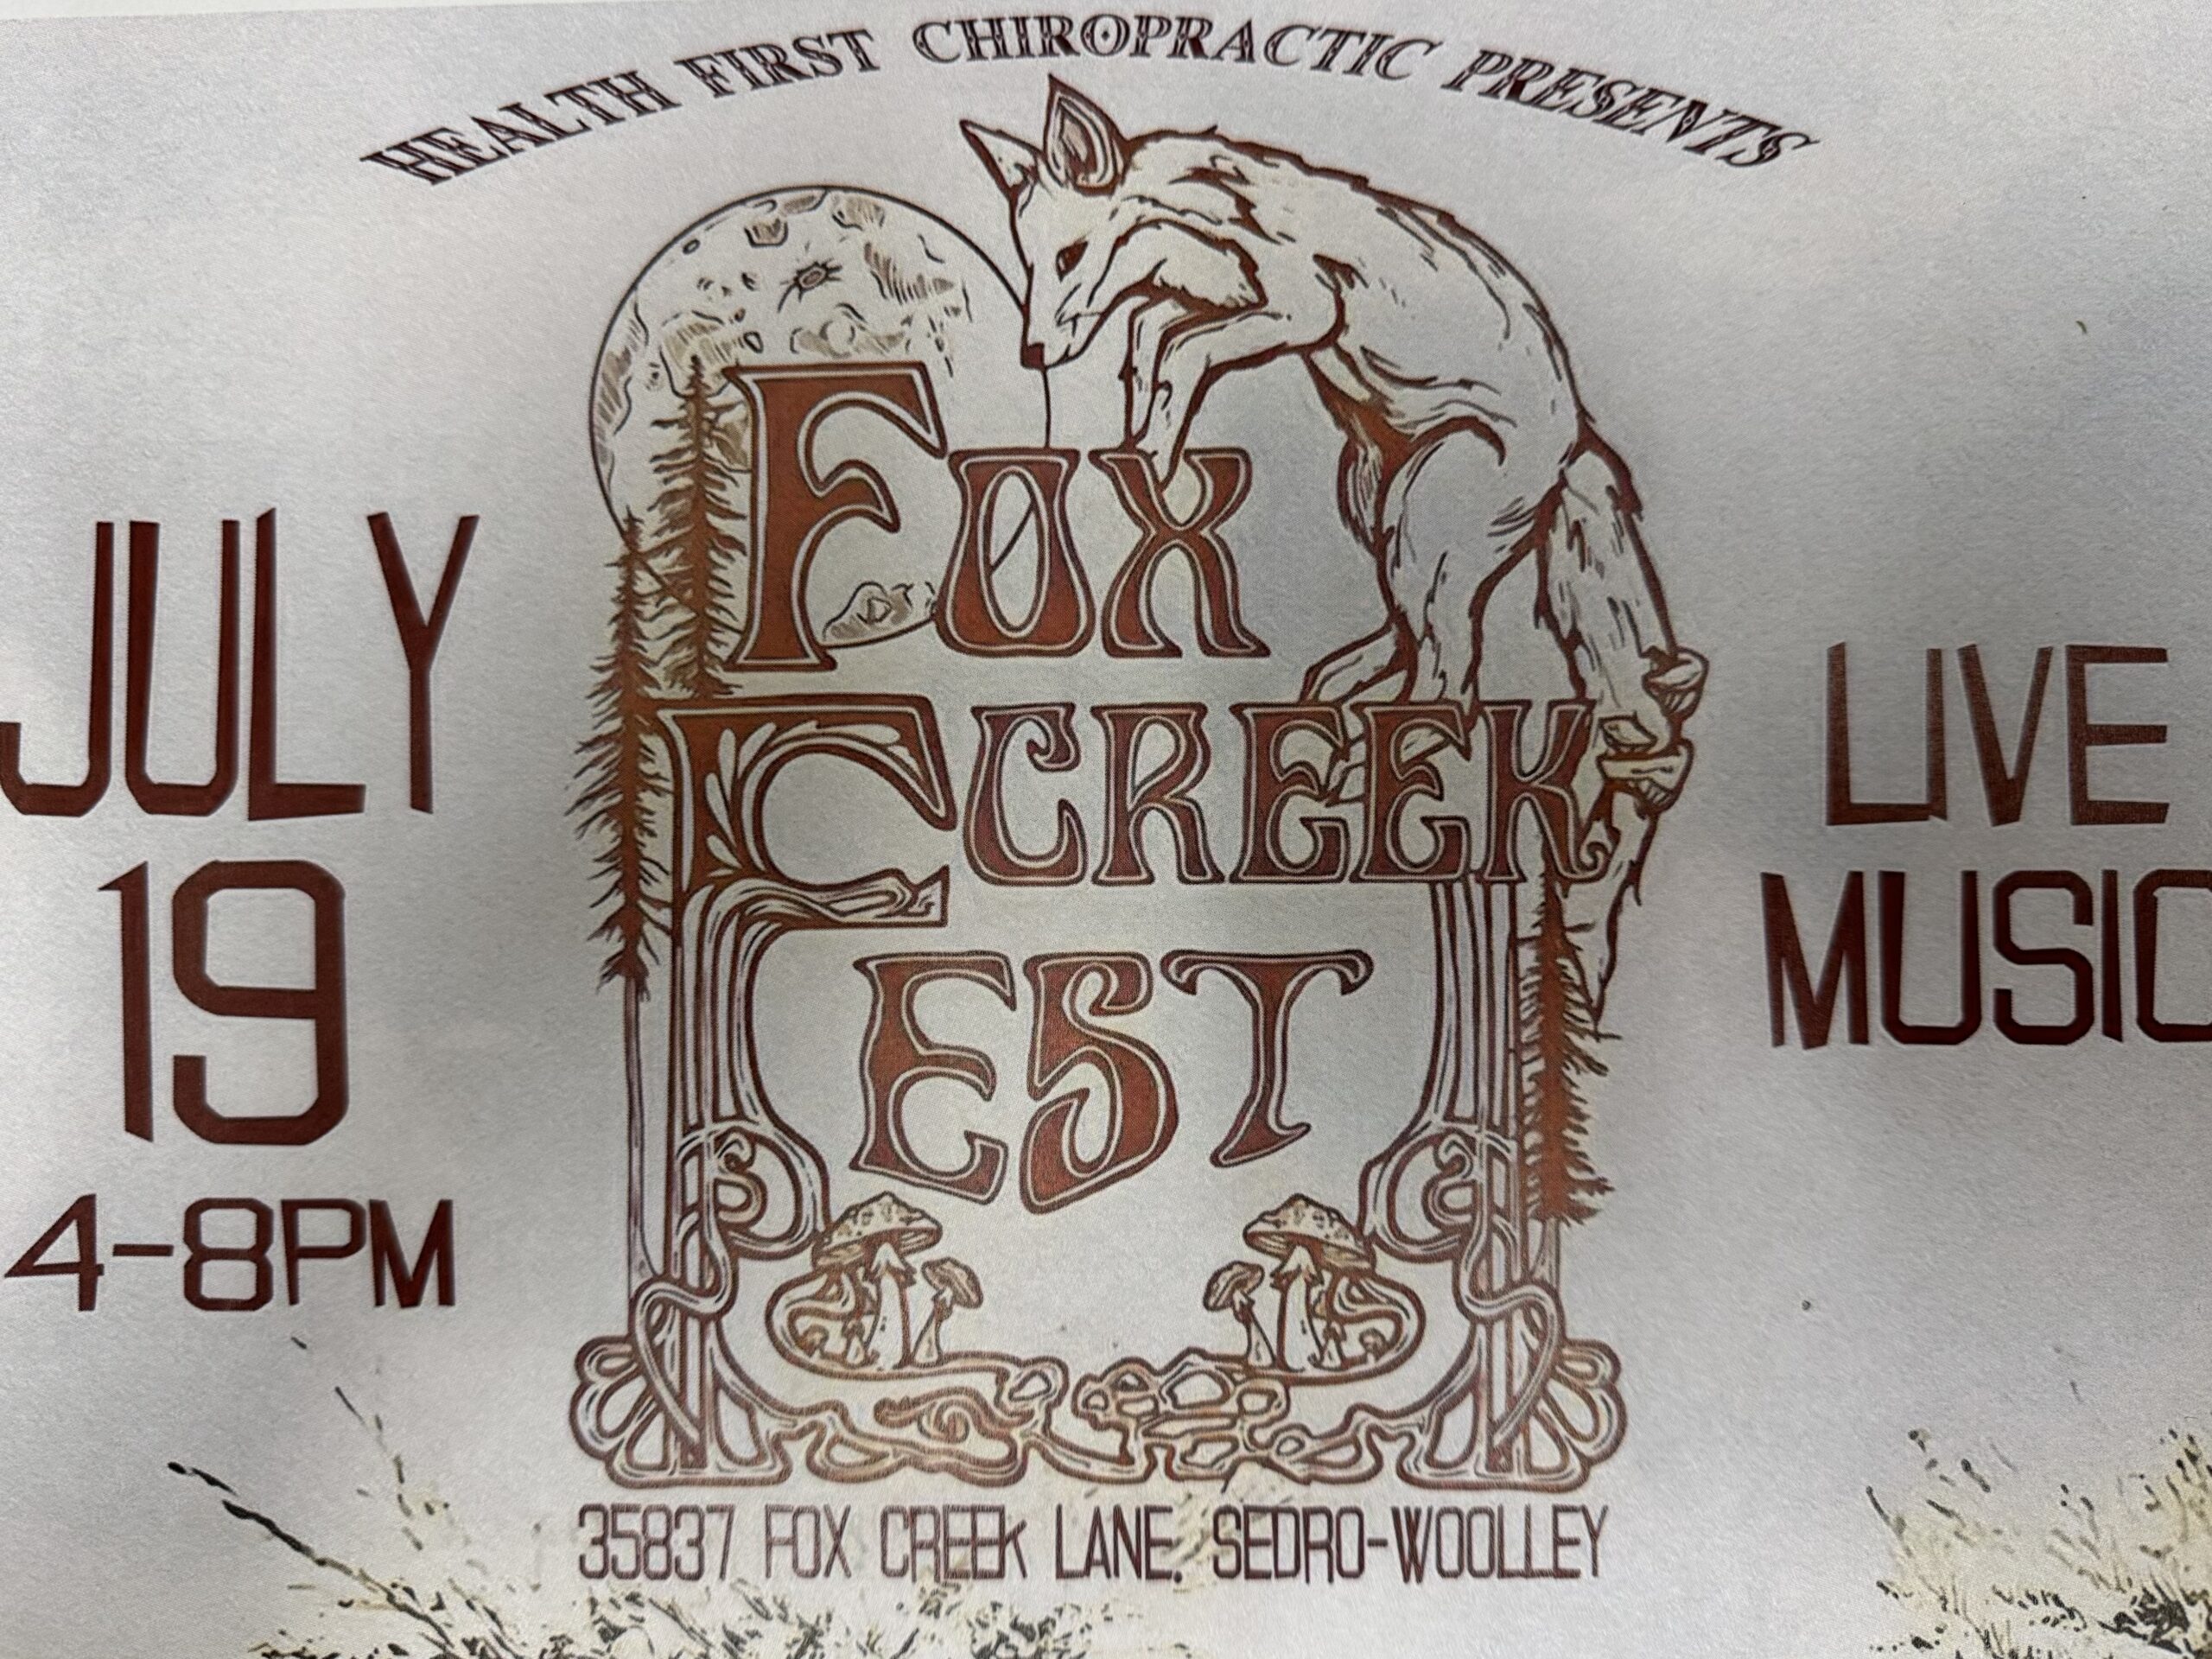 HEALTH FIRST CHIROPRACTIC PRESENTS
FOX
CREEK
FEST
JULY
19
4-8PM
LIVE
MUSIC
35837 FOX CREEK LANE, SEDRO-WOOLLEY